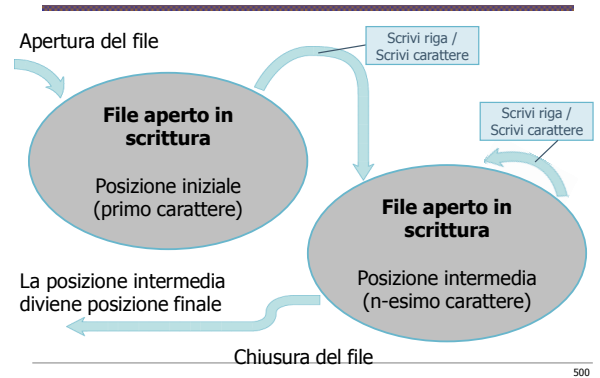 Apertura del file
Scrivi riga /
Scrivi carattere
File aperto in
scrittura
Posizione iniziale
(primo carattere)
Scrivi riga /
Scrivi carattere
File aperto in
scrittura
Posizione intermedia
(n-esimo carattere)
La posizione intermedia
diviene posizione finale
Chiusura del file
500